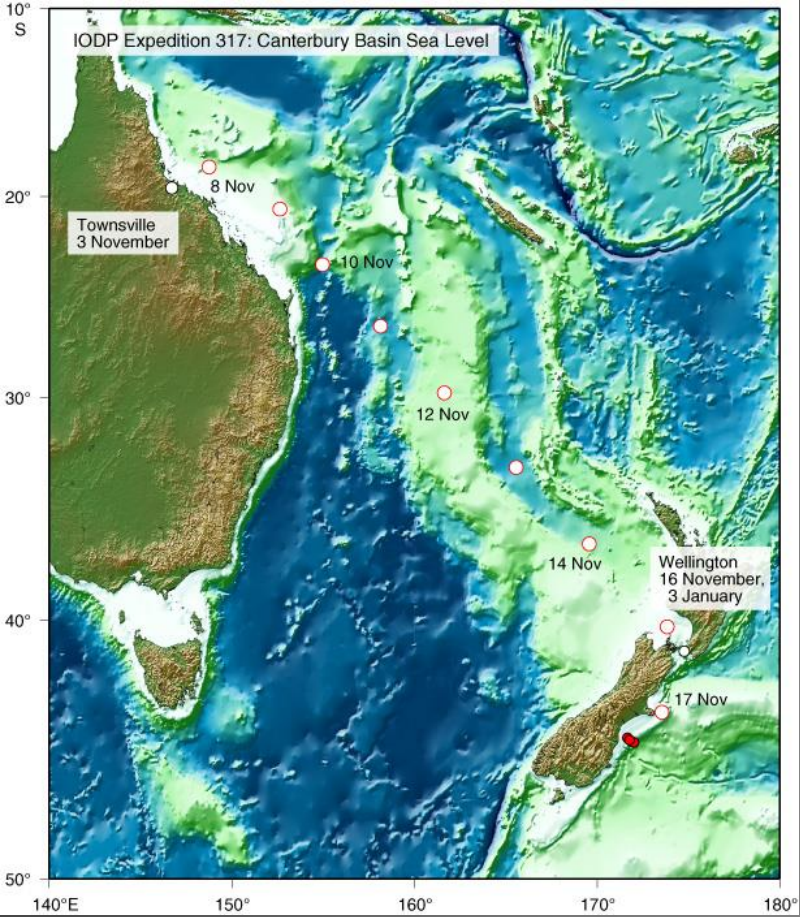 10°
S
IODP Expedition 317: Canterbury Basin Sea Level
8 Nov
20°
Townsville
3 November
10 Nov
30°
12 Nov
14 Nov
Wellington
16 November,
3 January
40°
17 Nov
50°
140°E
150°
160°
170°
180°